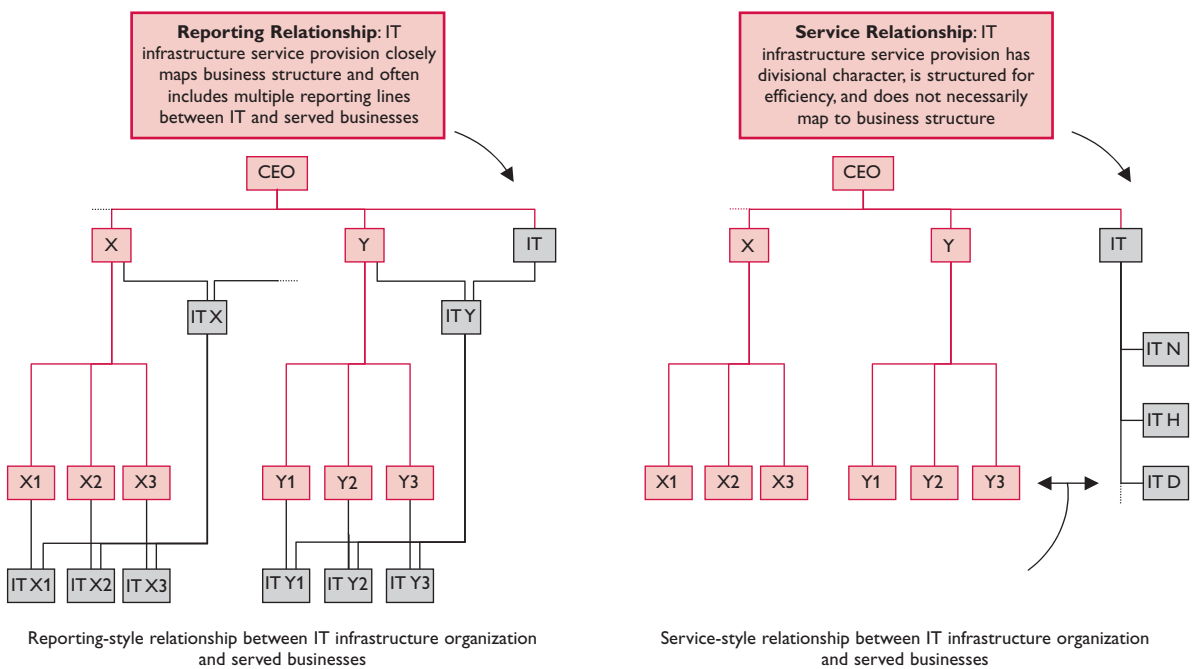 Reporting Relationship: IT
infrastructure service provision closely
maps business structure and often
includes multiple reporting lines
between IT and served businesses
CEO
X
Y
IT
IT X
IT Y
X1
X2
X3
Y1
Y2
Y3
IT X1
IT X2
IT X3
IT Y1
IT Y2
IT Y3
Reporting-style relationship between IT infrastructure organization
and served businesses
Service Relationship: IT
infrastructure service provision has
divisional character, is structured for
efficiency, and does not necessarily
map to business structure
CEO
X
Y
IT
IT N
IT H
X1
X2
X3
Y1
Y2
Y3
IT D
Service-style relationship between IT infrastructure organization
and served businesses